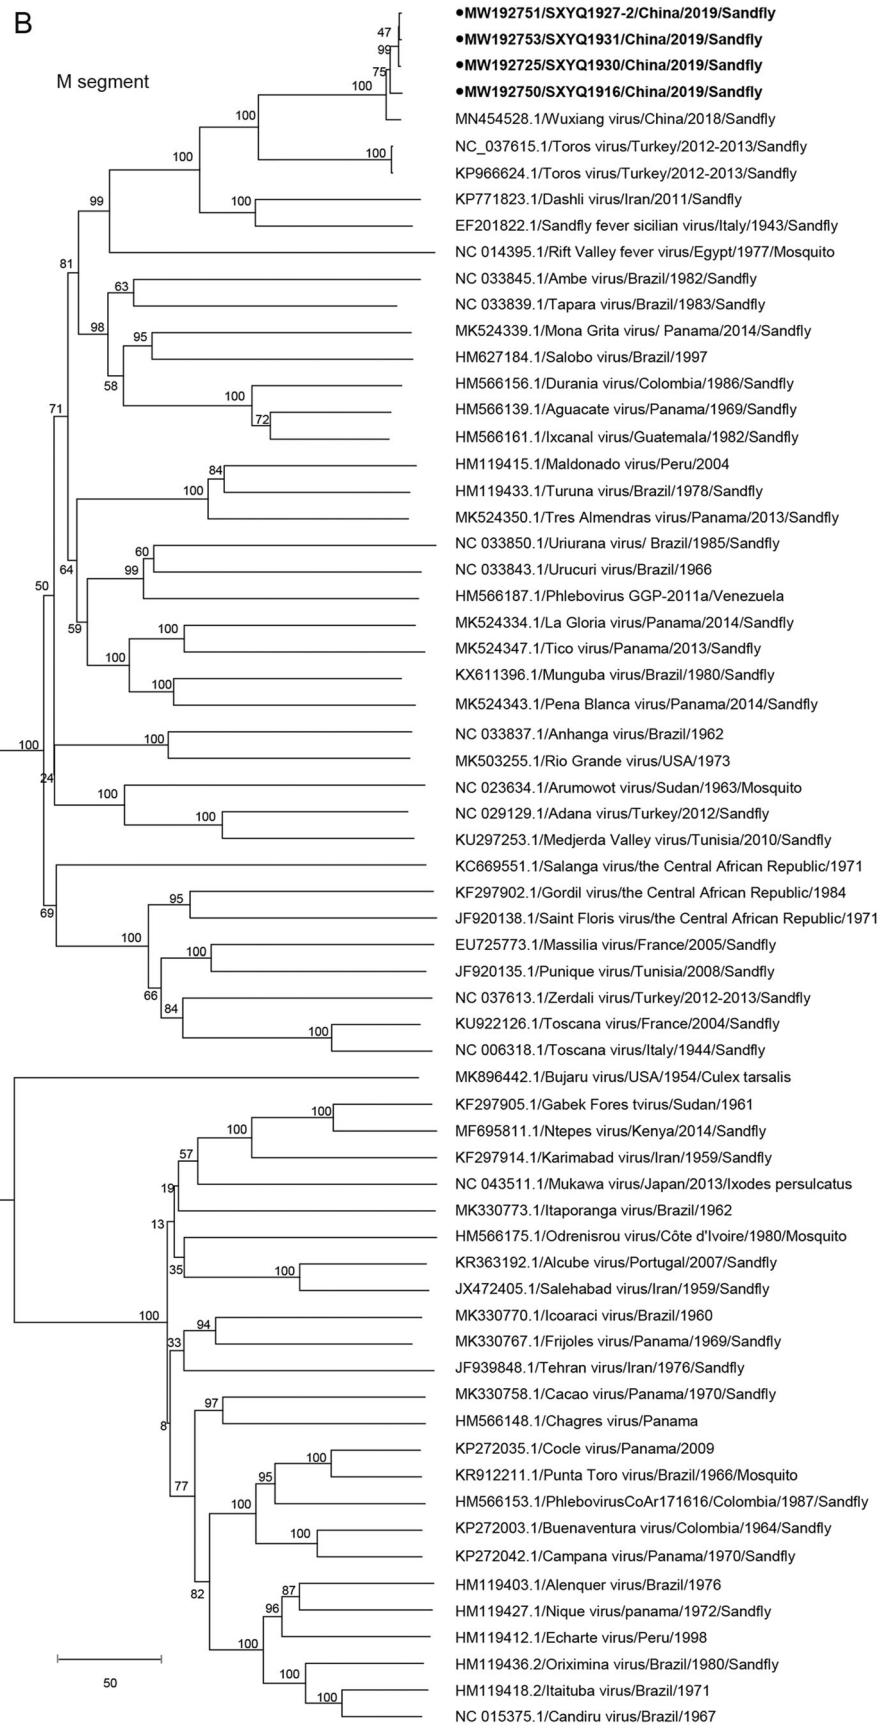 B
M segment
●MW192751/SXYQ1927-2/China/2019/Sandfly
47
●MW192753/SXYQ1931/China/2019/Sandfly
99
●MW192725/SXYQ1930/China/2019/Sandfly
75
100
●MW192750/SXYQ1916/China/2019/Sandfly
100
MN454528.1/Wuxiang virus/China/2018/Sandfly
NC_037615.1/Toros virus/Turkey/2012-2013/Sandfly
100
100
KP966624.1/Toros virus/Turkey/2012-2013/Sandfly
99
100
KP771823.1/Dashli virus/Iran/2011/Sandfly
EF201822.1/Sandfly fever sicilian virus/Italy/1943/Sandfly
NC 014395.1/Rift Valley fever virus/Egypt/1977/Mosquito
81
NC 033845.1/Ambe virus/Brazil/1982/Sandfly
63
NC 033839.1/Tapara virus/Brazil/1983/Sandfly
98
MK524339.1/Mona Grita virus/ Panama/2014/Sandfly
95
HM627184.1/Salobo virus/Brazil/1997
58
HM566156.1/Durania virus/Colombia/1986/Sandfly
100
71
HM566139.1/Aguacate virus/Panama/1969/Sandfly
72
HM566161.1/Ixcanal virus/Guatemala/1982/Sandfly
84
HM119415.1/Maldonado virus/Peru/2004
100
HM119433.1/Turuna virus/Brazil/1978/Sandfly
MK524350.1/Tres Almendras virus/Panama/2013/Sandfly
60
NC 033850.1/Uriurana virus/ Brazil/1985/Sandfly
64
99
NC 033843.1/Urucuri virus/Brazil/1966
50
HM566187.1/Phlebovirus GGP-2011a/Venezuela
59
100
MK524334.1/La Gloria virus/Panama/2014/Sandfly
100
MK524347.1/Tico virus/Panama/2013/Sandfly
100
KX611396.1/Munguba virus/Brazil/1980/Sandfly
MK524343.1/Pena Blanca virus/Panama/2014/Sandfly
100
100
NC 033837.1/Anhanga virus/Brazil/1962
MK503255.1/Rio Grande virus/USA/1973
24
100
NC 023634.1/Arumowot virus/Sudan/1963/Mosquito
100
NC 029129.1/Adana virus/Turkey/2012/Sandfly
KU297253.1/Medjerda Valley virus/Tunisia/2010/Sandfly
KC669551.1/Salanga virus/the Central African Republic/1971
69
95
KF297902.1/Gordil virus/the Central African Republic/1984
JF920138.1/Saint Floris virus/the Central African Republic/1971
100
100
EU725773.1/Massilia virus/France/2005/Sandfly
JF920135.1/Punique virus/Tunisia/2008/Sandfly
66
84
NC 037613.1/Zerdali virus/Turkey/2012-2013/Sandfly
100
KU922126.1/Toscana virus/France/2004/Sandfly
NC 006318.1/Toscana virus/Italy/1944/Sandfly
MK896442.1/Bujaru virus/USA/1954/Culex tarsalis
100
KF297905.1/Gabek Fores tvirus/Sudan/1961
100
MF695811.1/Ntepes virus/Kenya/2014/Sandfly
57
KF297914.1/Karimabad virus/Iran/1959/Sandfly
19
NC 043511.1/Mukawa virus/Japan/2013/Ixodes persulcatus
13
MK330773.1/Itaporanga virus/Brazil/1962
HM566175.1/Odrenisrou virus/Côte d'Ivoire/1980/Mosquito
35
100
KR363192.1/Alcube virus/Portugal/2007/Sandfly
JX472405.1/Salehabad virus/Iran/1959/Sandfly
100
94
MK330770.1/Icoaraci virus/Brazil/1960
33
MK330767.1/Frijoles virus/Panama/1969/Sandfly
JF939848.1/Tehran virus/Iran/1976/Sandfly
8
97
MK330758.1/Cacao virus/Panama/1970/Sandfly
HM566148.1/Chagres virus/Panama
100
KP272035.1/Cocle virus/Panama/2009
77
95
KR912211.1/Punta Toro virus/Brazil/1966/Mosquito
100
HM566153.1/PhlebovirusCoAr171616/Colombia/1987/Sandfly
100
KP272003.1/Buenaventura virus/Colombia/1964/Sandfly
KP272042.1/Campana virus/Panama/1970/Sandfly
82
87
HM119403.1/Alenquer virus/Brazil/1976
96
HM119427.1/Nique virus/panama/1972/Sandfly
100
HM119412.1/Echarte virus/Peru/1998
100
HM119436.2/Oriximina virus/Brazil/1980/Sandfly
100
HM119418.2/Itaituba virus/Brazil/1971
NC 015375.1/Candiru virus/Brazil/1967
50